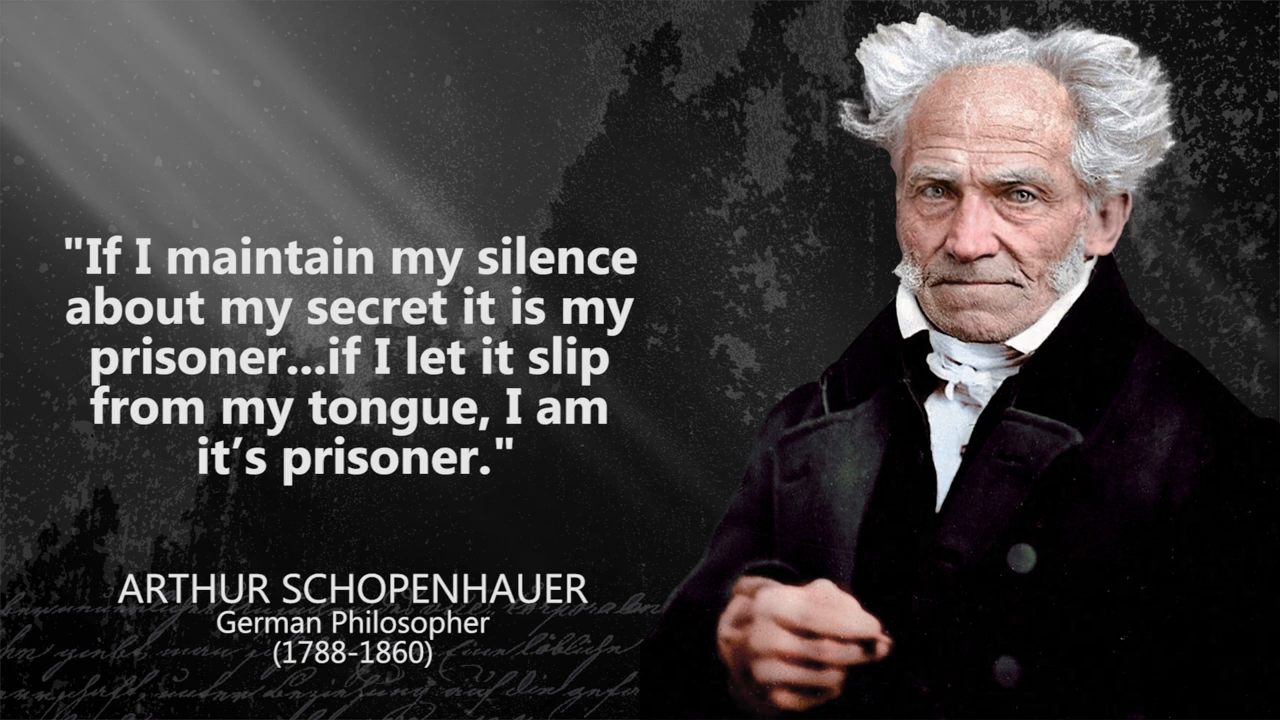 "If I maintain my silence
about my secret it is my
prisoner...if I let it slip
from my tongue, I am
it’s prisoner."
ARTHUR SCHOPENHAUER
German Philosopher
(1788-1860)